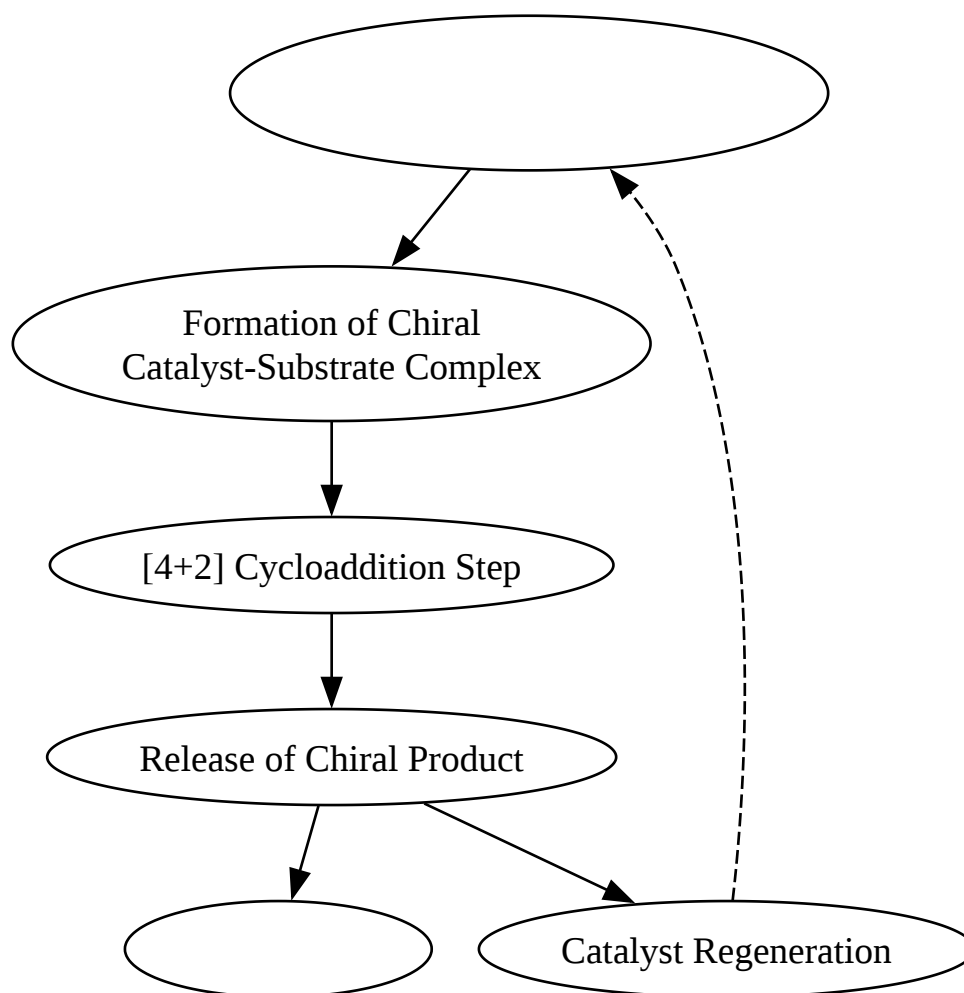 Formation of Chiral
Catalyst-Substrate Complex
[4+2] Cycloaddition Step
Release of Chiral Product
Catalyst Regeneration